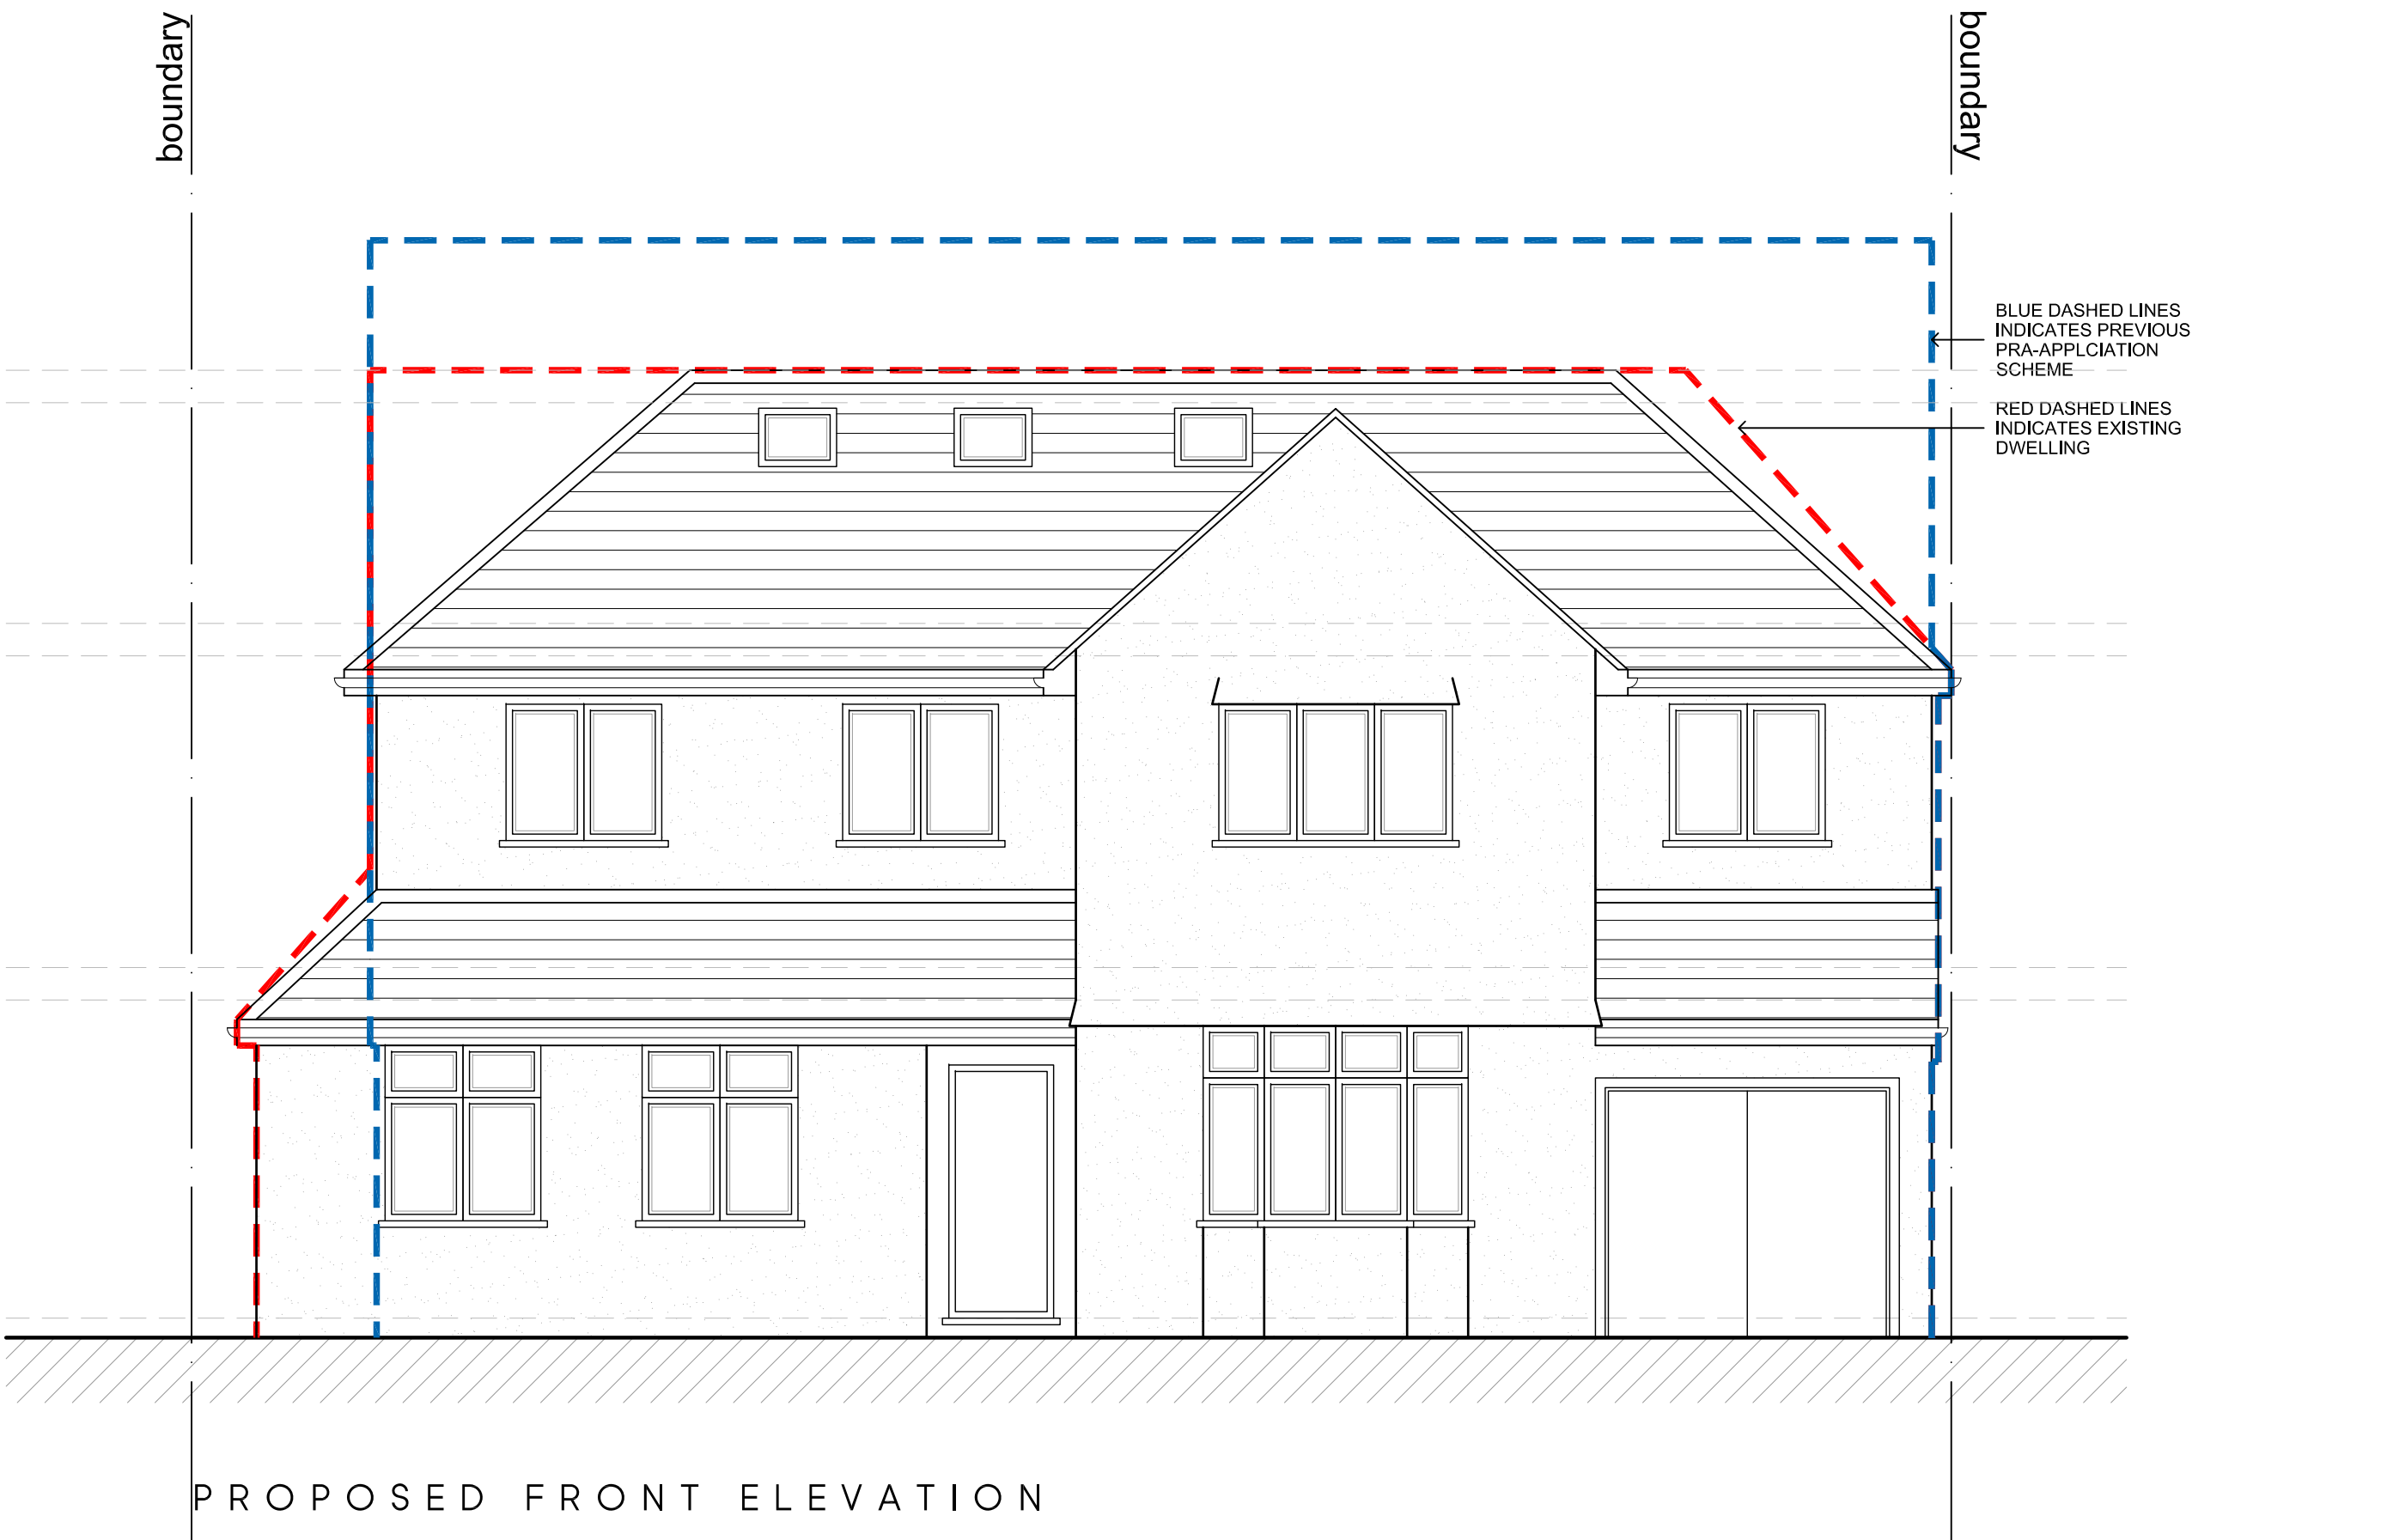 boundary
boundary
BLUE DASHED LINES
INDICATES PREVIOUS
PRA-APPLCIATION
SCHEME
RED DASHED LINES
INDICATES EXISTING
DWELLING
PROPOSED FRONT ELEVATION